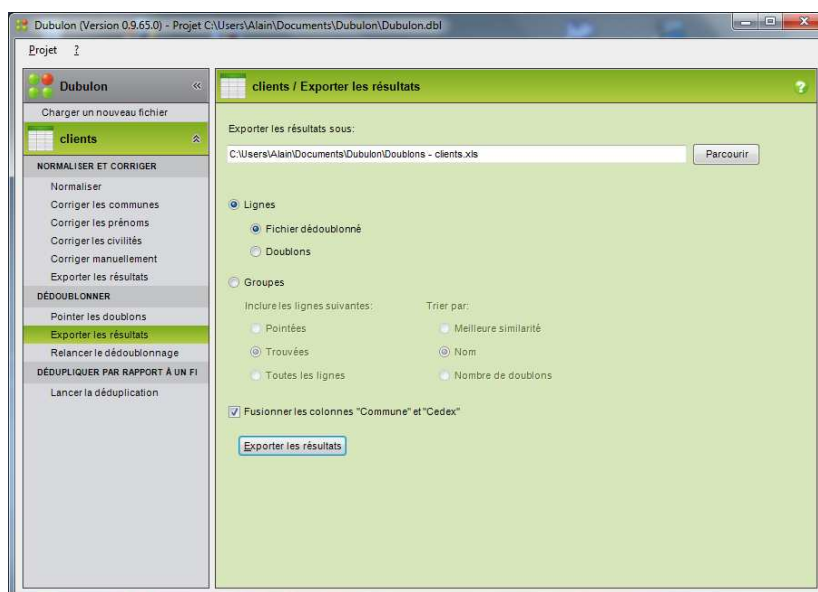 Dubulon (Version 0.9.65.0) - Projet C:\Users\Alain\Documents\Dubulon\Dubulon.dbl
Projet ?
Dubulon
Charger un nouveau fichier
clients
NORMALISER ET CORRIGER
Normaliser
Corriger les communes
Corriger les prénoms
Corriger les civilités
Corriger manuellement
Exporter les résultats
DÉDOUBLONNER
Pointer les doublons
Exporter les résultats
Relancer le dédoublonnage
DÉDUPLIQUER PAR RAPPORT À UN FI
Lancer la déduplication
clients / Exporter les résultats
?
Exporter les résultats sous:
C:\Users\Alain\Documents\Dubulon\Doublons - clients.xls
Parcourir
Lignes
Fichier dédoublonné
Doublons
Groupes
Inclure les lignes suivantes:
Pointées
Trouvées
Toutes les lignes
Trier par:
Meilleure similarité
Nom
Nombre de doublons
Fusionner les colonnes "Commune" et "Cedex"
Exporter les résultats